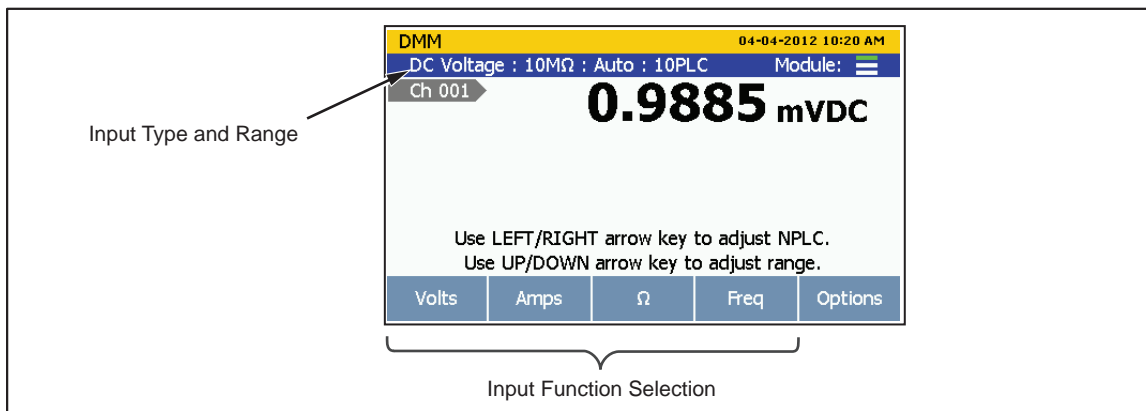 DMM 04-04-2012 10:20 AM
DC Voltage : 10MΩ : Auto : 10PLC Module:
Ch 001
0.9885 mVDC
Input Type and Range
Use LEFT/RIGHT arrow key to adjust NPLC.
Use UP/DOWN arrow key to adjust range.
Volts Amps Ω Freq Options
Input Function Selection